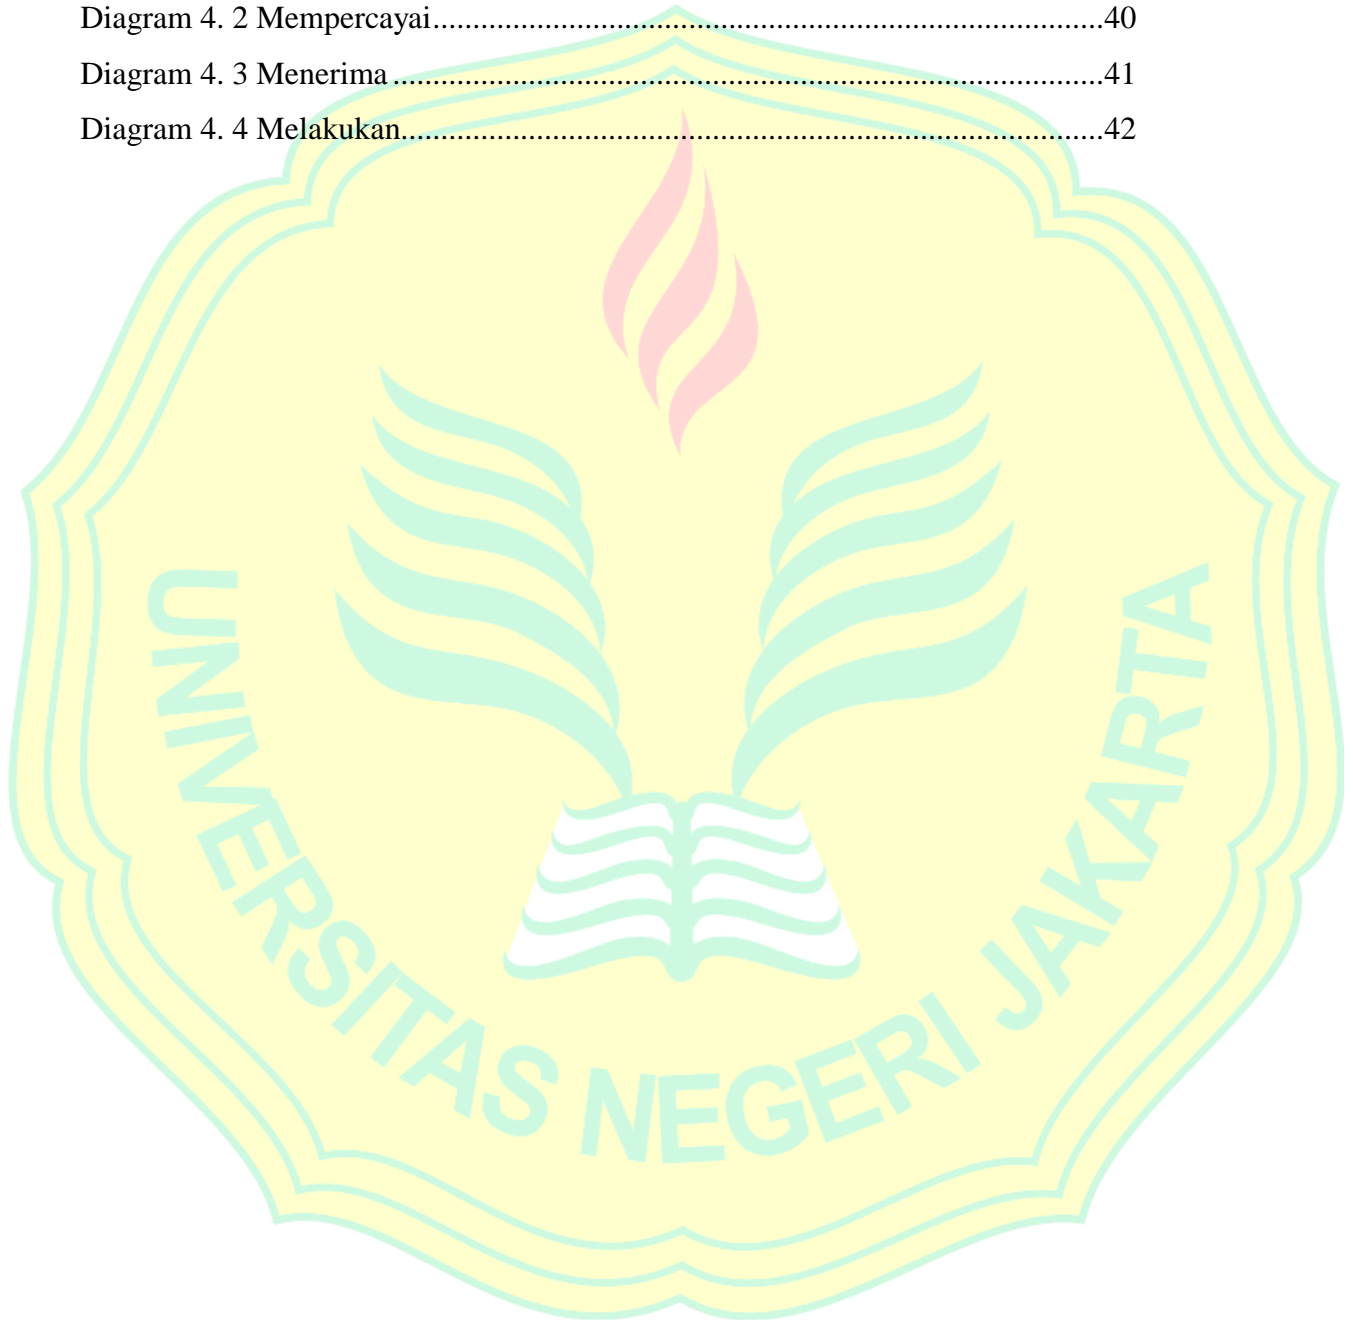 Diagram 4. 2 Mempercayai....................................................................................40
Diagram 4. 3 Menerima.........................................................................................41
Diagram 4. 4 Melakukan........................................................................................42
UNIVERSITAS NEGERI JAKARTA